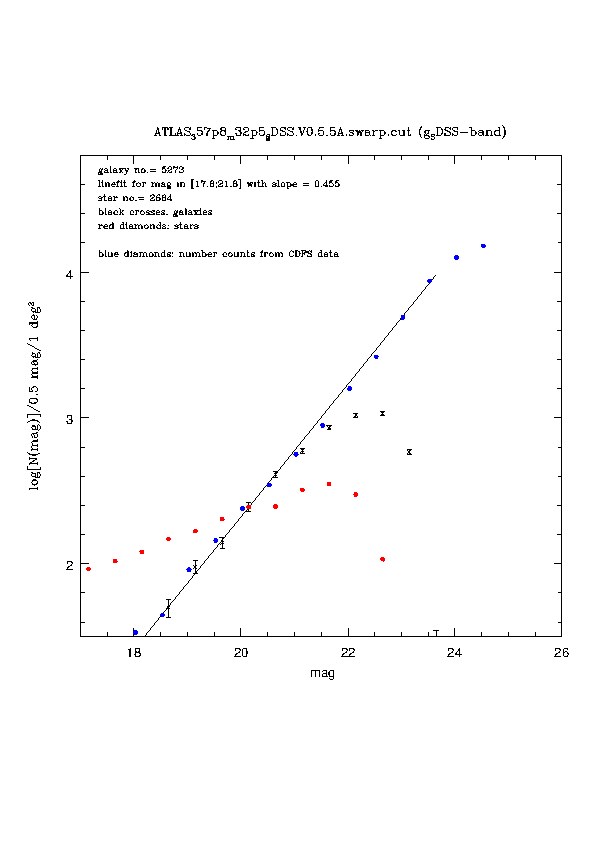 ATLAS₃57p8ₘ32p5gDSS.V0.5.5A.swarp.cut (gₛDSS−band)
galaxy no.= 5273
linefit for mag in [17.8;21.8] with slope = 0.455
star no.= 2684
black crosses: galaxies
red diamonds: stars
blue diamonds: number counts from CDFS data
log[N(mag)]/0.5 mag/1 deg²
4
3
2
18 20 22 24 26
mag